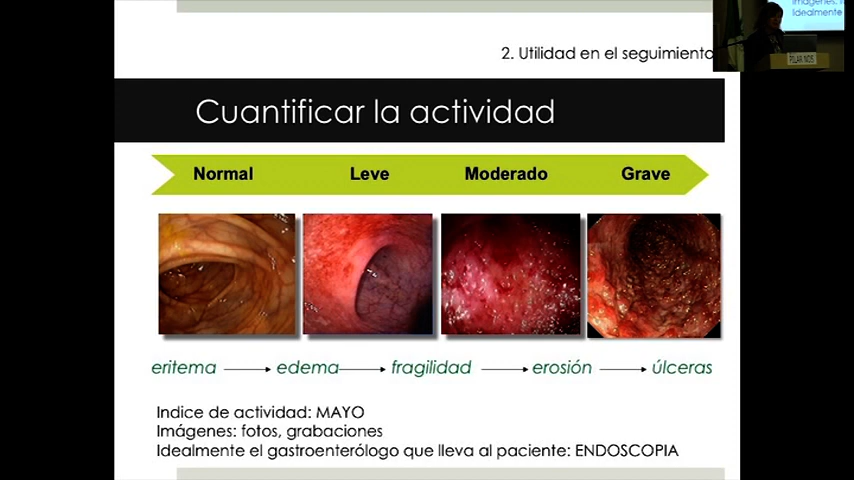 2. Utilidad en el seguimiento
Cuantificar la actividad
Normal Leve Moderado Grave
eritema edema fragilidad erosión úlceras
Indice de actividad: MAYO
Imágenes: fotos, grabaciones
Idealmente el gastroenterólogo que lleva al paciente: ENDOSCOPIA
Idealmente